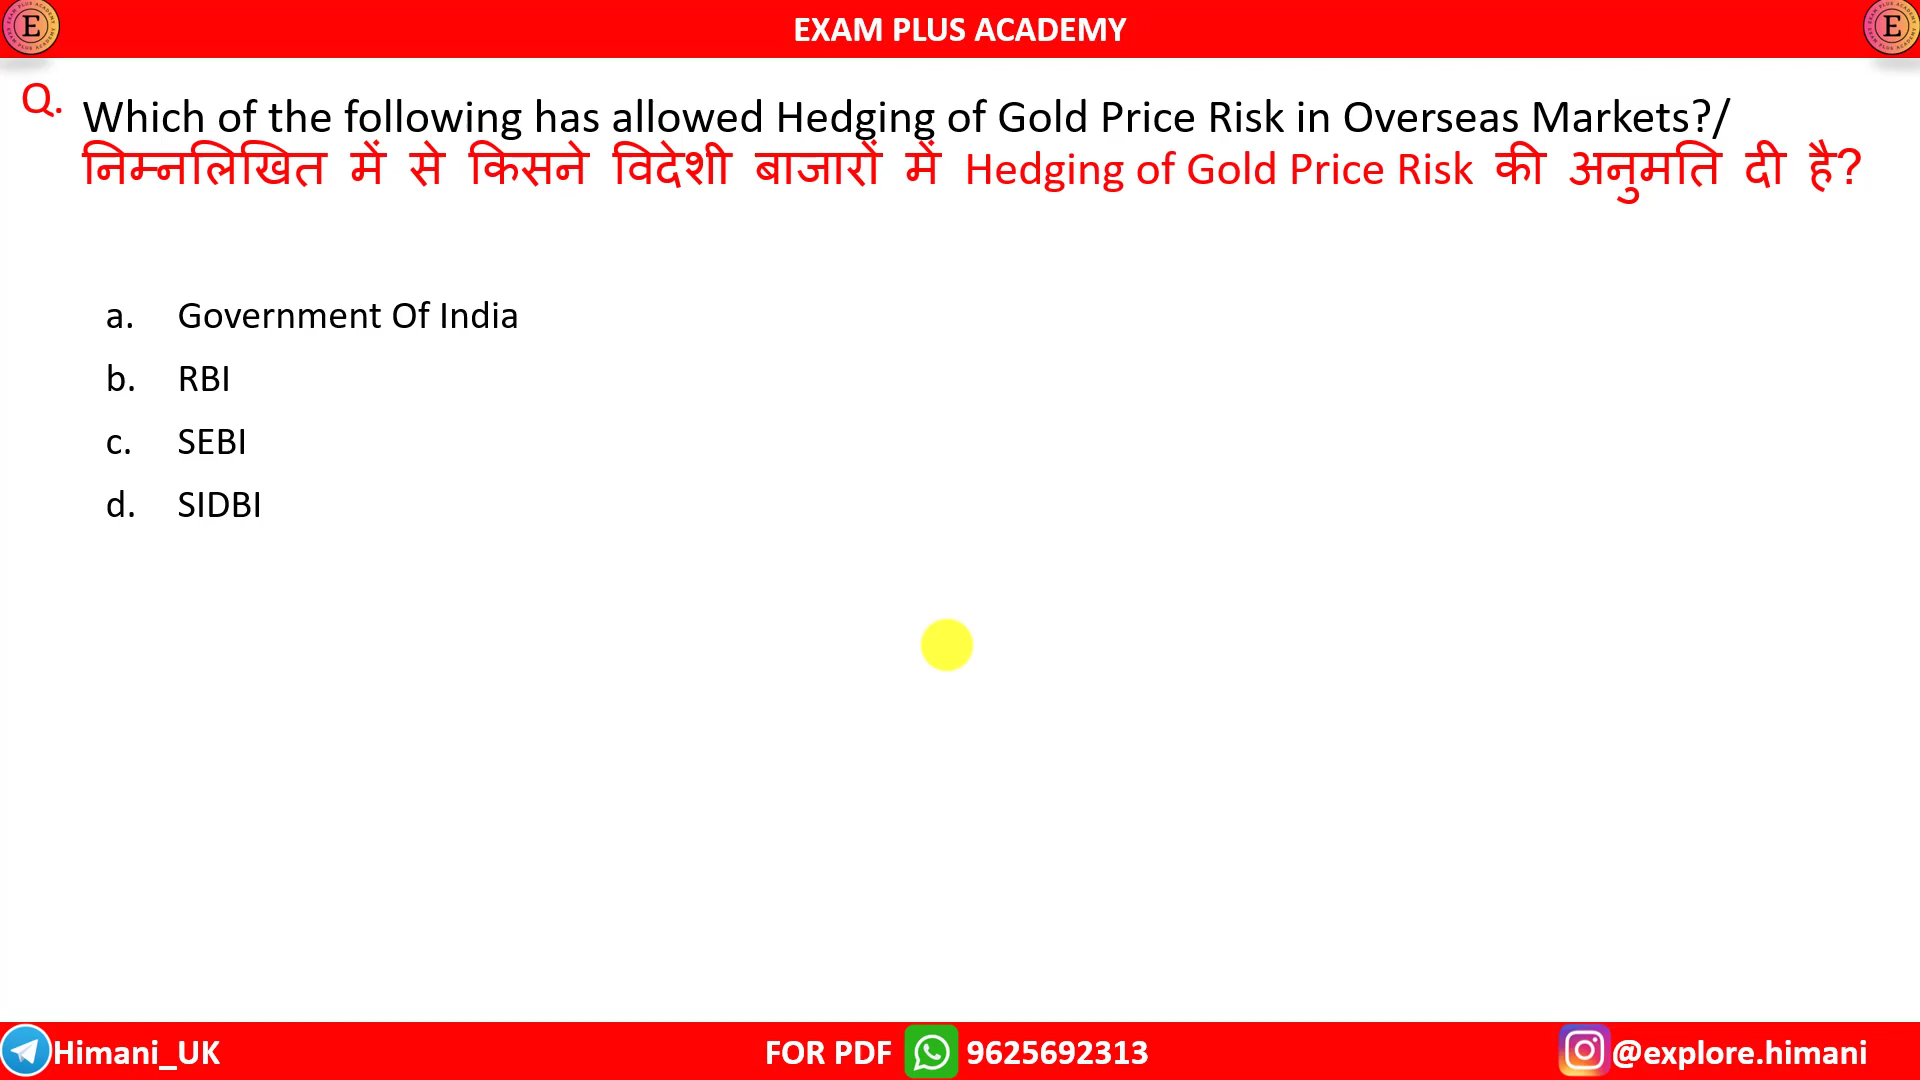 EXAM PLUS ACADEMY
E
E
Q. Which of the following has allowed Hedging of Gold Price Risk in Overseas Markets?/
निम्नलिखित में से किसने विदेशी बाजारों में Hedging of Gold Price Risk की अनुमति दी है?
a. Government Of India
b. RBI
c. SEBI
d. SIDBI
Himani_UK
FOR PDF 9625692313
@explore.himani